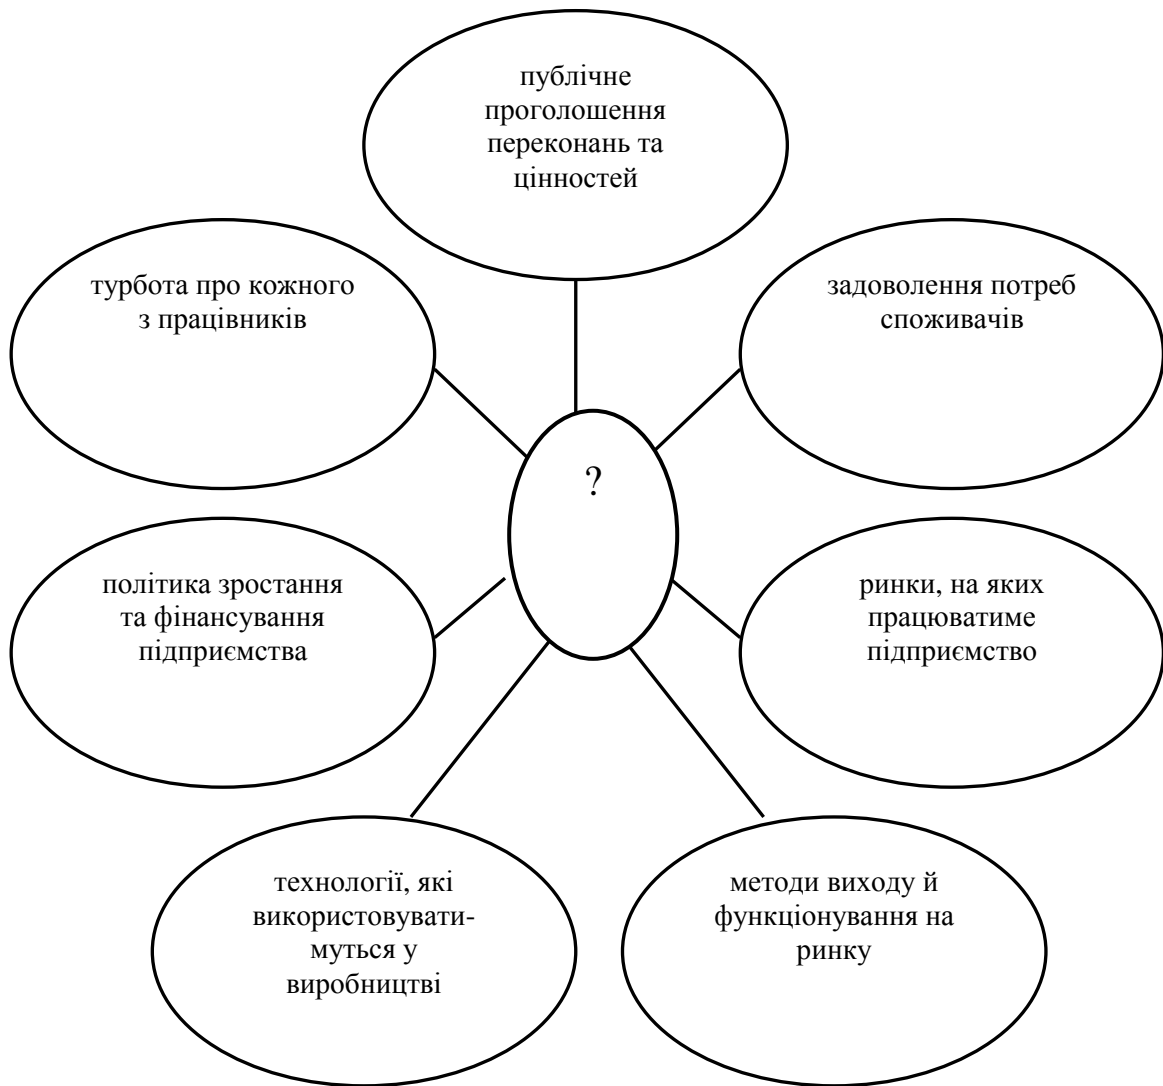 публічне
проголошення
переконань та
цінностей
турбота про кожного
з працівників
задоволення потреб
споживачів
?
політика зростання
та фінансування
підприємства
ринки, на яких
працюватиме
підприємство
технології, які
використовувати-
муться у
виробництві
методи виходу й
функціонування на
ринку